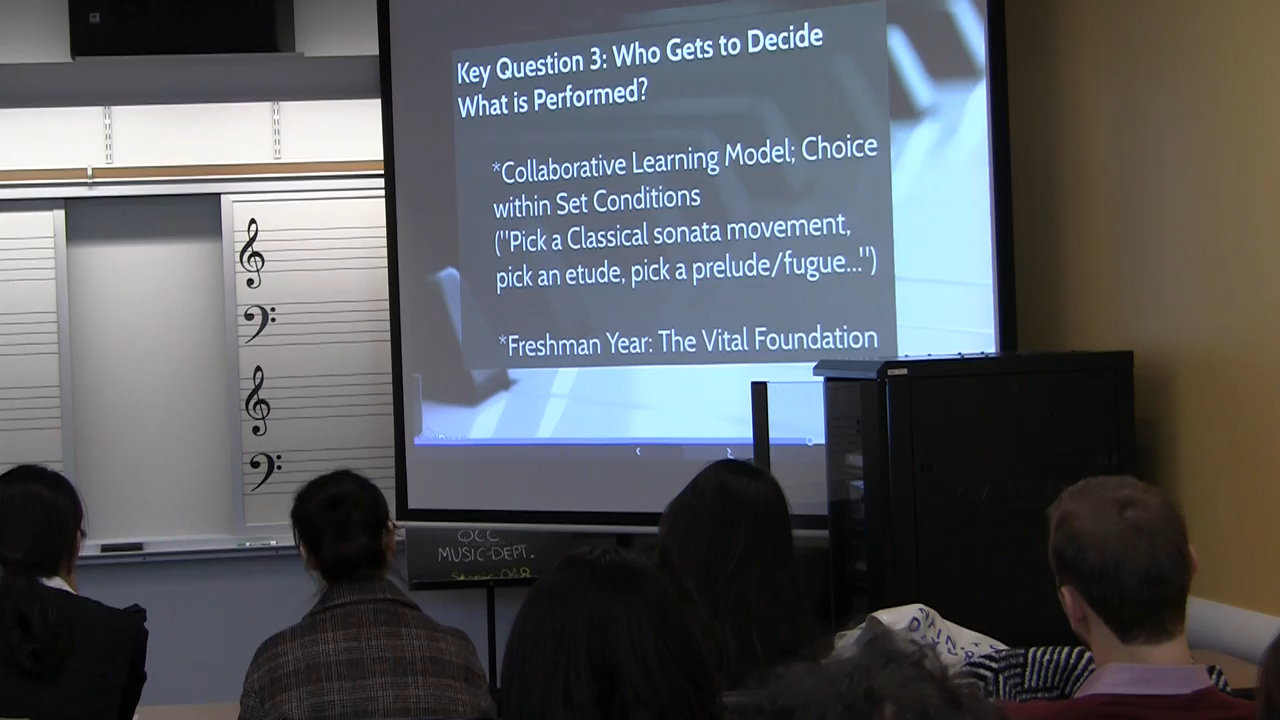 Key Question 3: Who Gets to Decide
What is Performed?
*Collaborative Learning Model; Choice
within Set Conditions
("Pick a Classical sonata movement,
pick an etude, pick a prelude/fugue...")
*Freshman Year: The Vital Foundation
QCC
MUSIC DEPT.